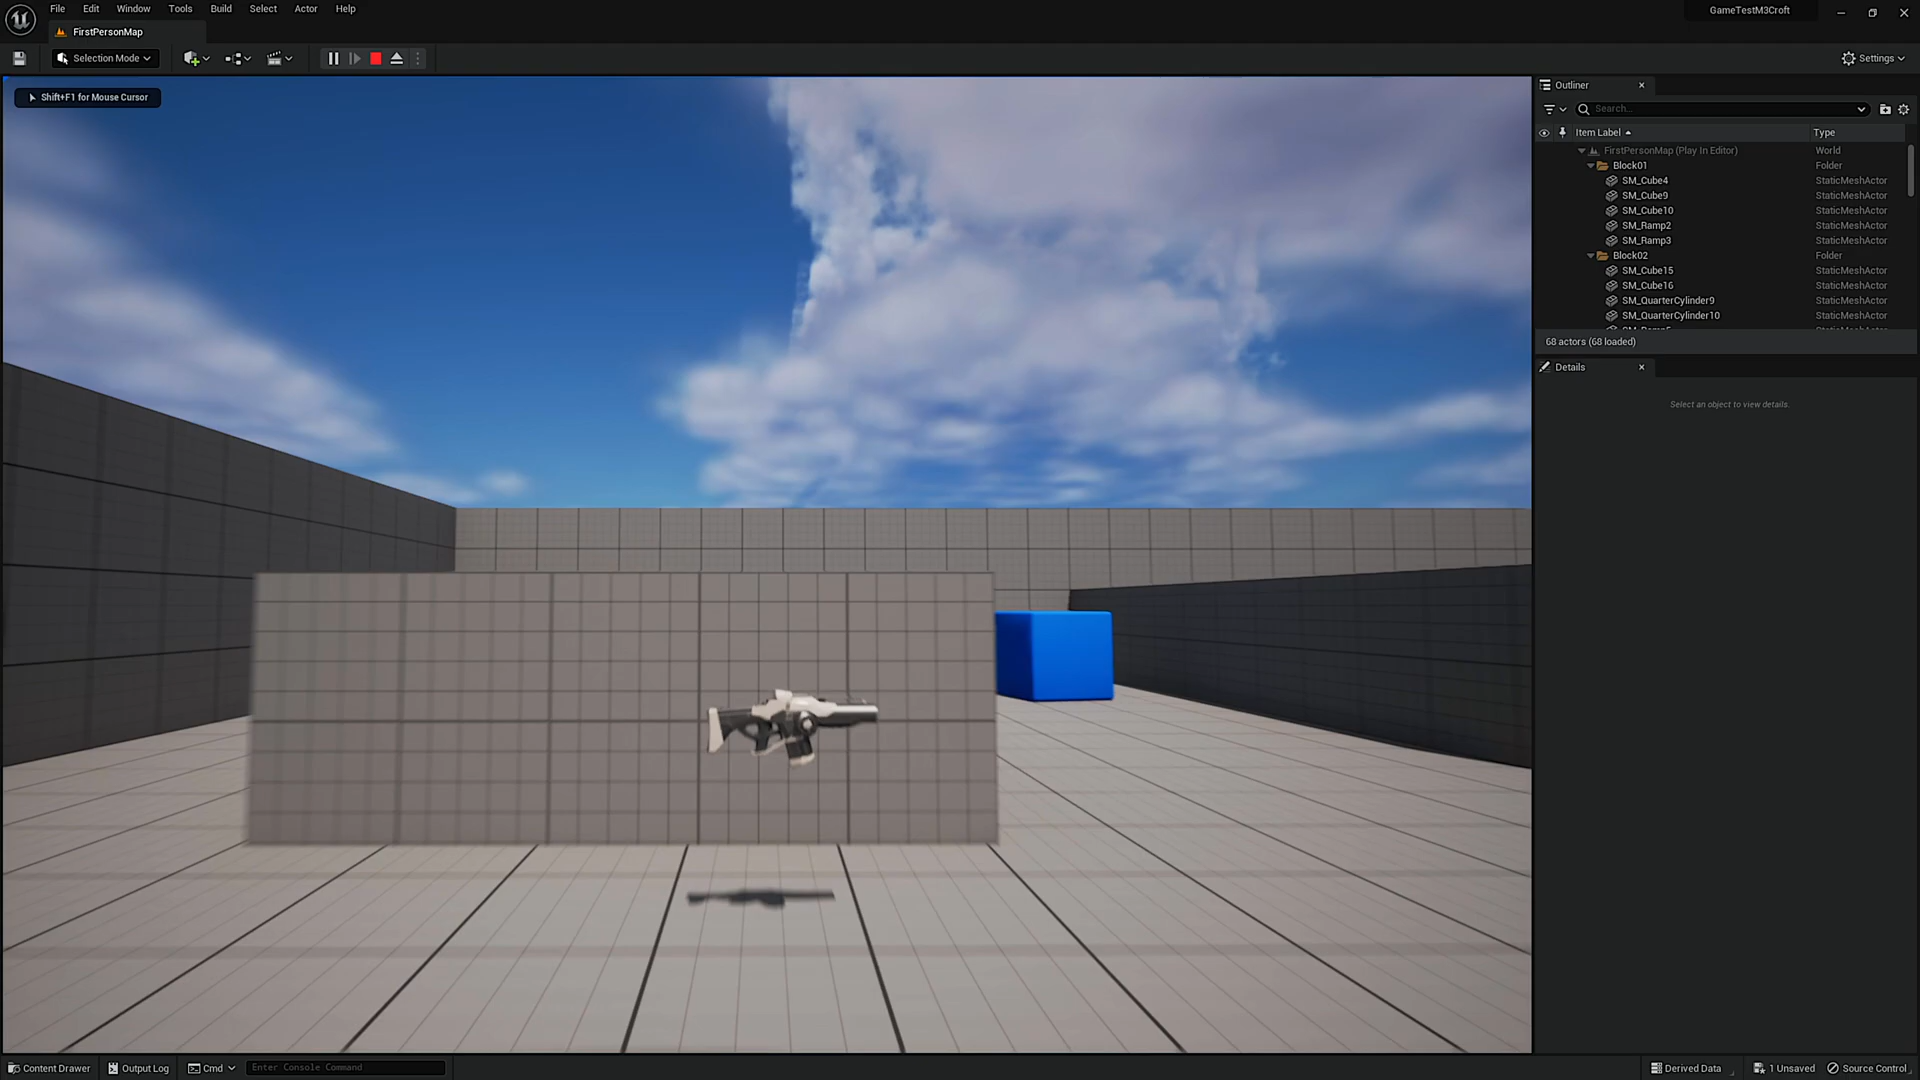 File Edit Window Tools Build Select Actor Help
GameTestM3Croft
FirstPersonMap
Selection Mode
Settings
Shift+F1 for Mouse Cursor
Outliner
Search...
Item Label Type
FirstPersonMap (Play In Editor) World
Block01 Folder
SM_Cube4 StaticMeshActor
SM_Cube9 StaticMeshActor
SM_Cube10 StaticMeshActor
SM_Ramp2 StaticMeshActor
SM_Ramp3 StaticMeshActor
Block02 Folder
SM_Cube15 StaticMeshActor
SM_Cube16 StaticMeshActor
SM_QuarterCylinder9 StaticMeshActor
SM_QuarterCylinder10 StaticMeshActor
68 actors (68 loaded)
Details
Select an object to view details.
Content Drawer Output Log Cmd Enter Console Command Derived Data 1 Unsaved Source Control